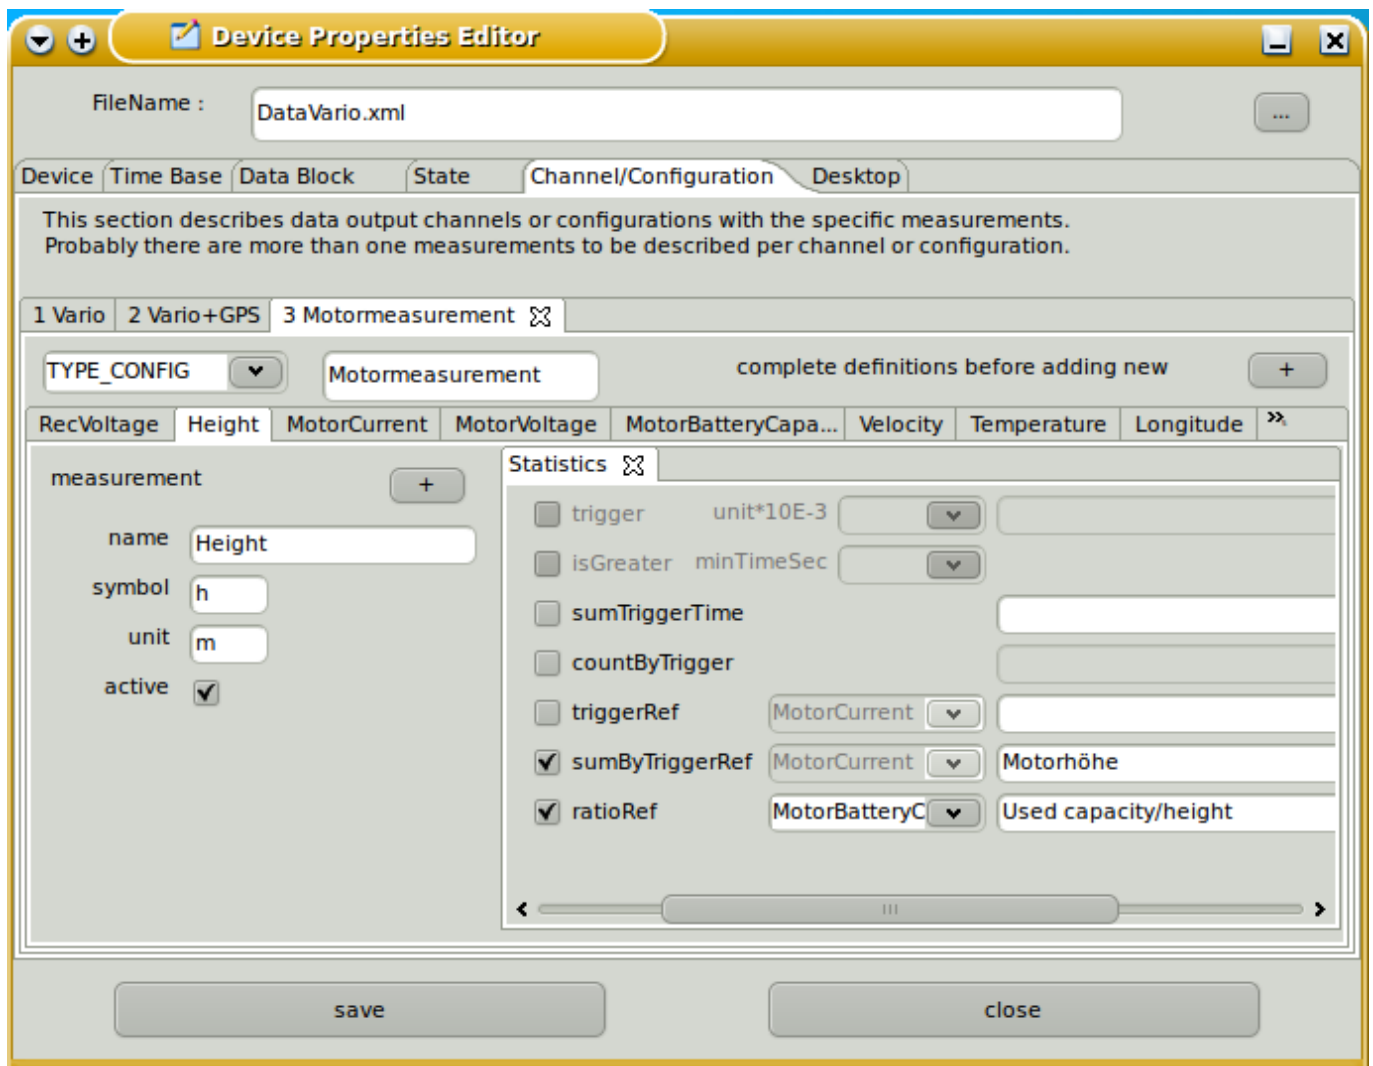 Device Properties Editor
FileName :
DataVario.xml
...
Device Time Base Data Block State Channel/Configuration Desktop
This section describes data output channels or configurations with the specific measurements.
Probably there are more than one measurements to be described per channel or configuration.
1 Vario 2 Vario+GPS 3 Motormeasurement
TYPE_CONFIG Motormeasurement complete definitions before adding new +
RecVoltage Height MotorCurrent MotorVoltage MotorBatteryCapa... Velocity Temperature Longitude
measurement +
name Height
symbol h
unit m
active
Statistics
trigger unit*10E-3
isGreater minTimeSec
sumTriggerTime
countByTrigger
triggerRef MotorCurrent
sumByTriggerRef MotorCurrent Motorhöhe
ratioRef MotorBatteryC Used capacity/height
save close